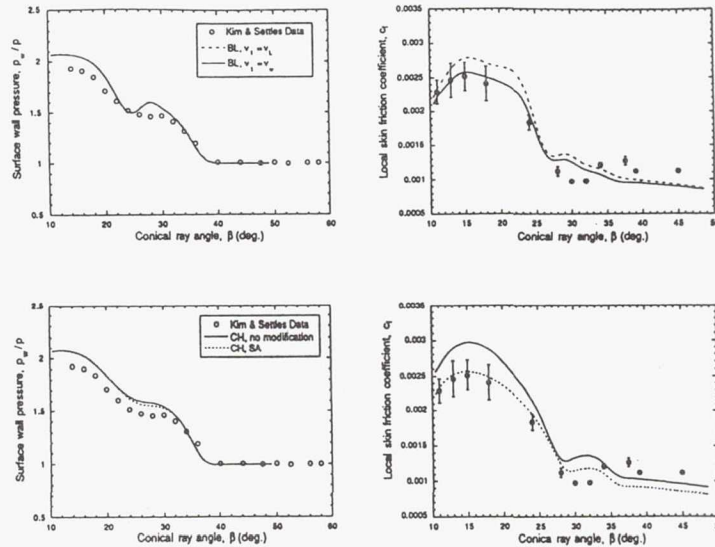 2.5
2
1.5
1
0.5
10 20 30 40 50 60
Surface wall pressure, p_w/p
Conical ray angle, β (deg.)
Kim & Settles Data
BL, ν_t = ν_L
BL, ν_t = ν_w
0.0035
0.003
0.0025
0.002
0.0015
0.001
0.0005
10 15 20 25 30 35 40 45
Local skin friction coefficient, c_f
Conical ray angle, β (deg.)
2.5
2
1.5
1
0.5
10 20 30 40 50 60
Surface wall pressure, p_w/p
Conical ray angle, β (deg.)
Kim & Settles Data
CH, no modification
CH, SA
0.0035
0.003
0.0025
0.002
0.0015
0.001
0.0005
10 15 20 25 30 35 40 45 50
Local skin friction coefficient, c_f
Conical ray angle, β (deg.)